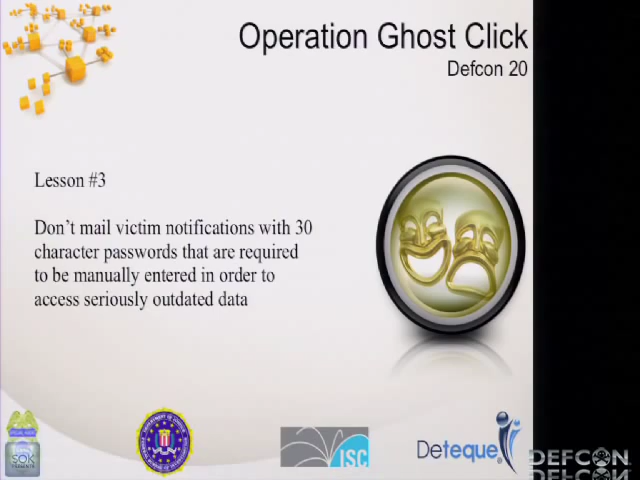 Operation Ghost Click
Defcon 20
Lesson #3
Don't mail victim notifications with 30
character passwords that are required
to be manually entered in order to
access seriously outdated data
SOK
ISC
Deteque
DEFCON